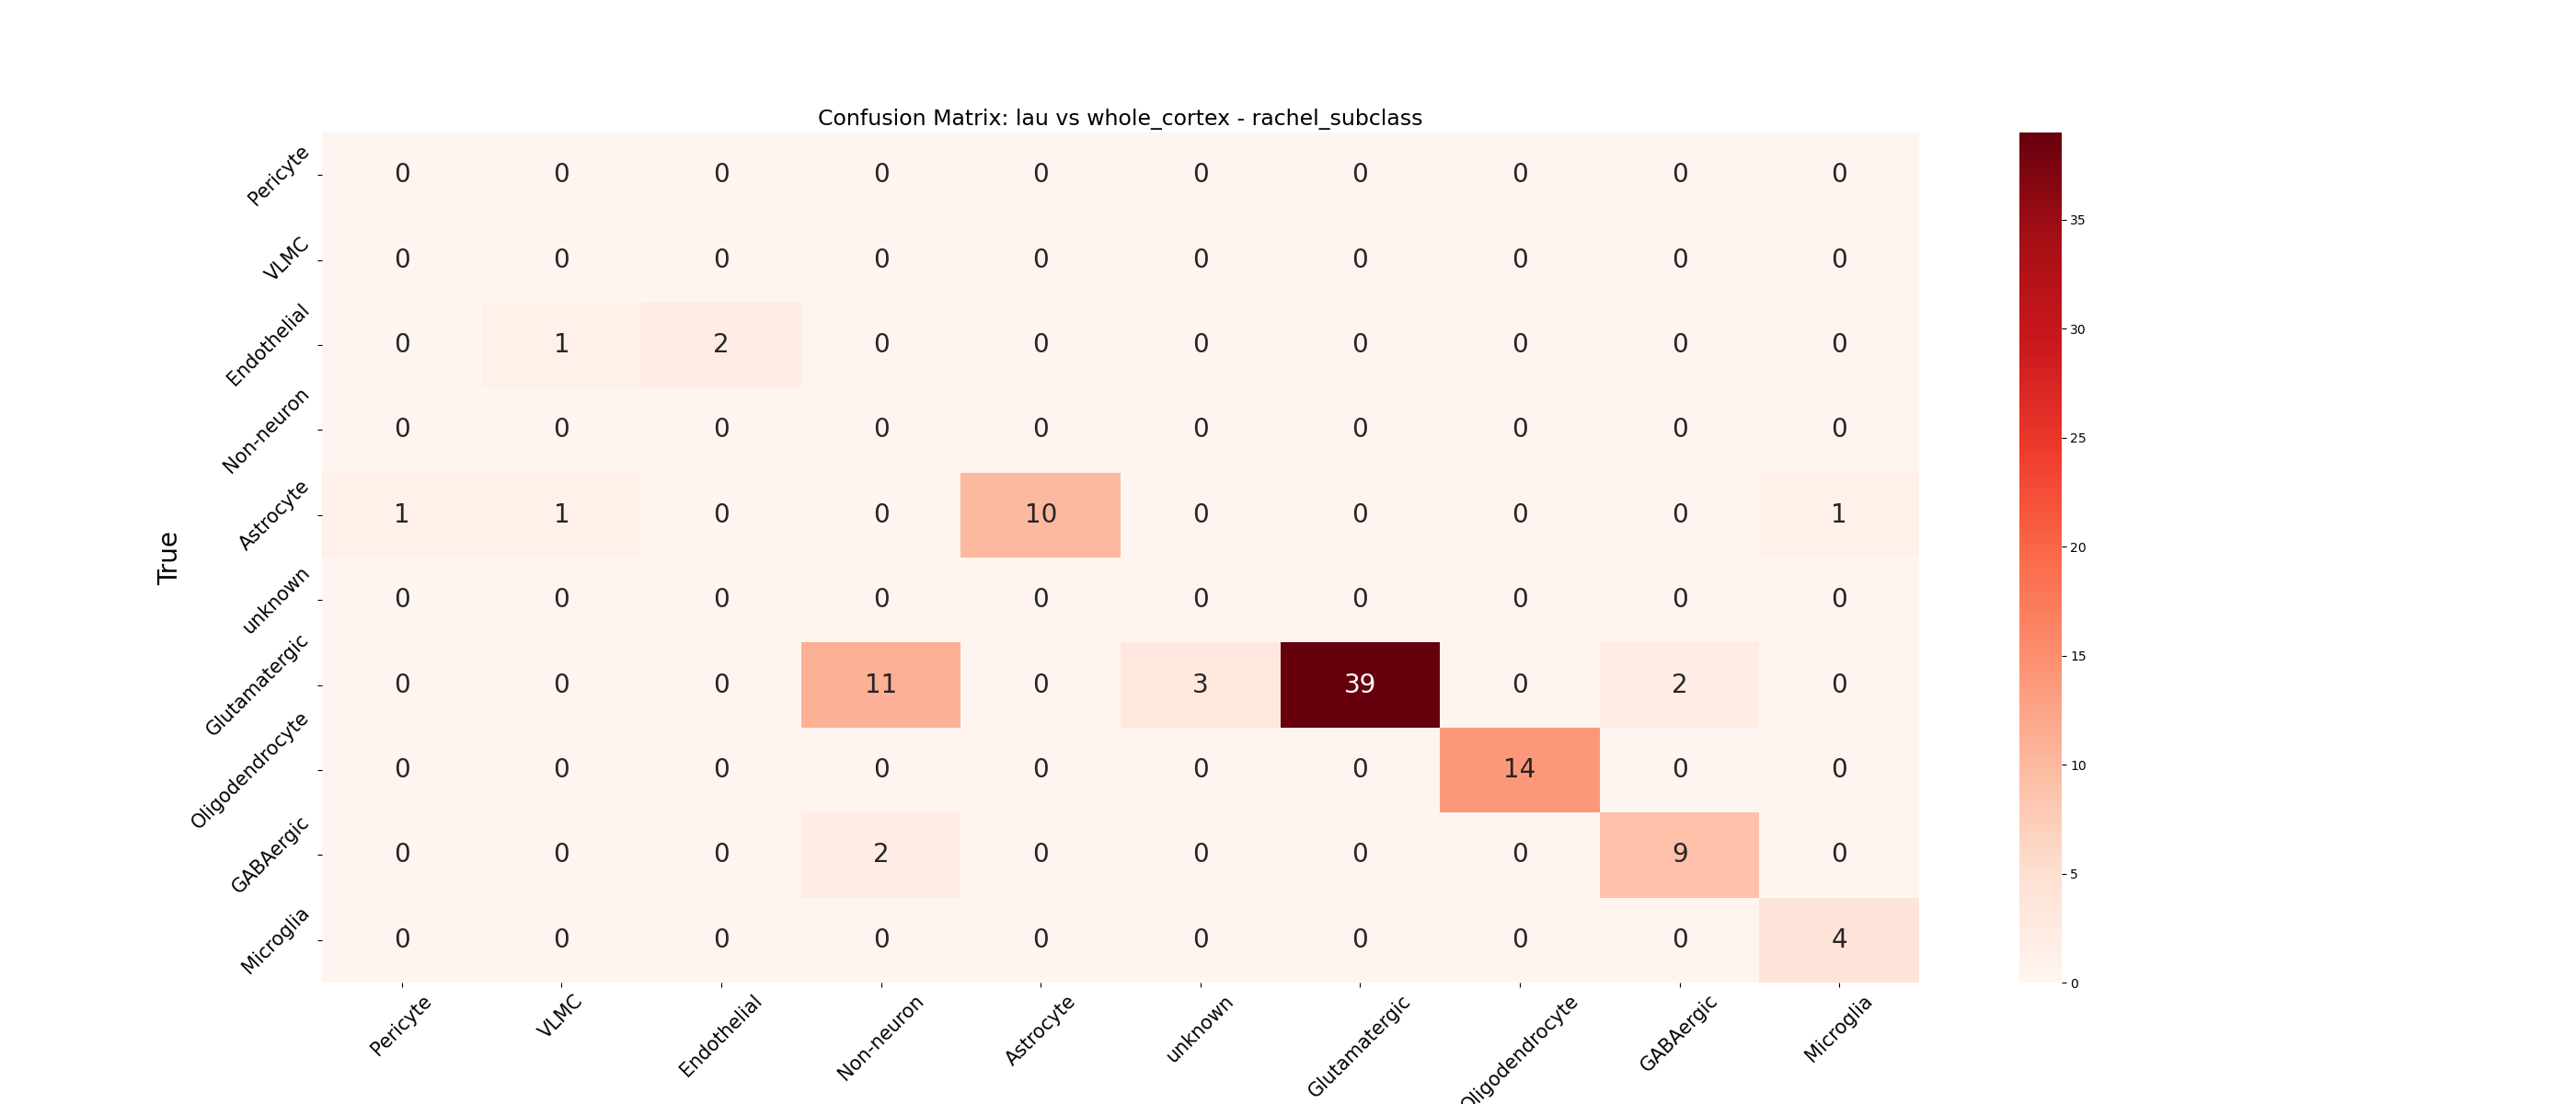 Confusion Matrix: lau vs whole_cortex - rachel_subclass
True
Pericyte 0 0 0 0 0 0 0 0 0 0
VLMC 0 0 0 0 0 0 0 0 0 0
Endothelial 0 1 2 0 0 0 0 0 0 0
Non-neuron 0 0 0 0 0 0 0 0 0 0
Astrocyte 1 1 0 0 10 0 0 0 0 1
unknown 0 0 0 0 0 0 0 0 0 0
Glutamatergic 0 0 0 11 0 3 39 0 2 0
Oligodendrocyte 0 0 0 0 0 0 0 14 0 0
GABAergic 0 0 0 2 0 0 0 0 9 0
Microglia 0 0 0 0 0 0 0 0 0 4
Pericyte VLMC Endothelial Non-neuron Astrocyte unknown Glutamatergic Oligodendrocyte GABAergic Microglia
35
30
25
20
15
10
5
0